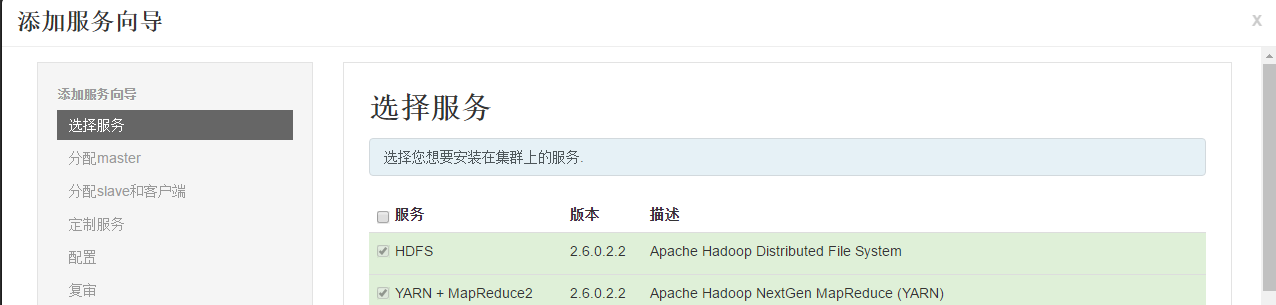 添加服务向导
x
添加服务向导
选择服务
分配master
分配slave和客户端
定制服务
配置
复审
选择服务
选择您想要安装在集群上的服务.
服务 版本 描述
HDFS 2.6.0.2.2 Apache Hadoop Distributed File System
YARN + MapReduce2 2.6.0.2.2 Apache Hadoop NextGen MapReduce (YARN)